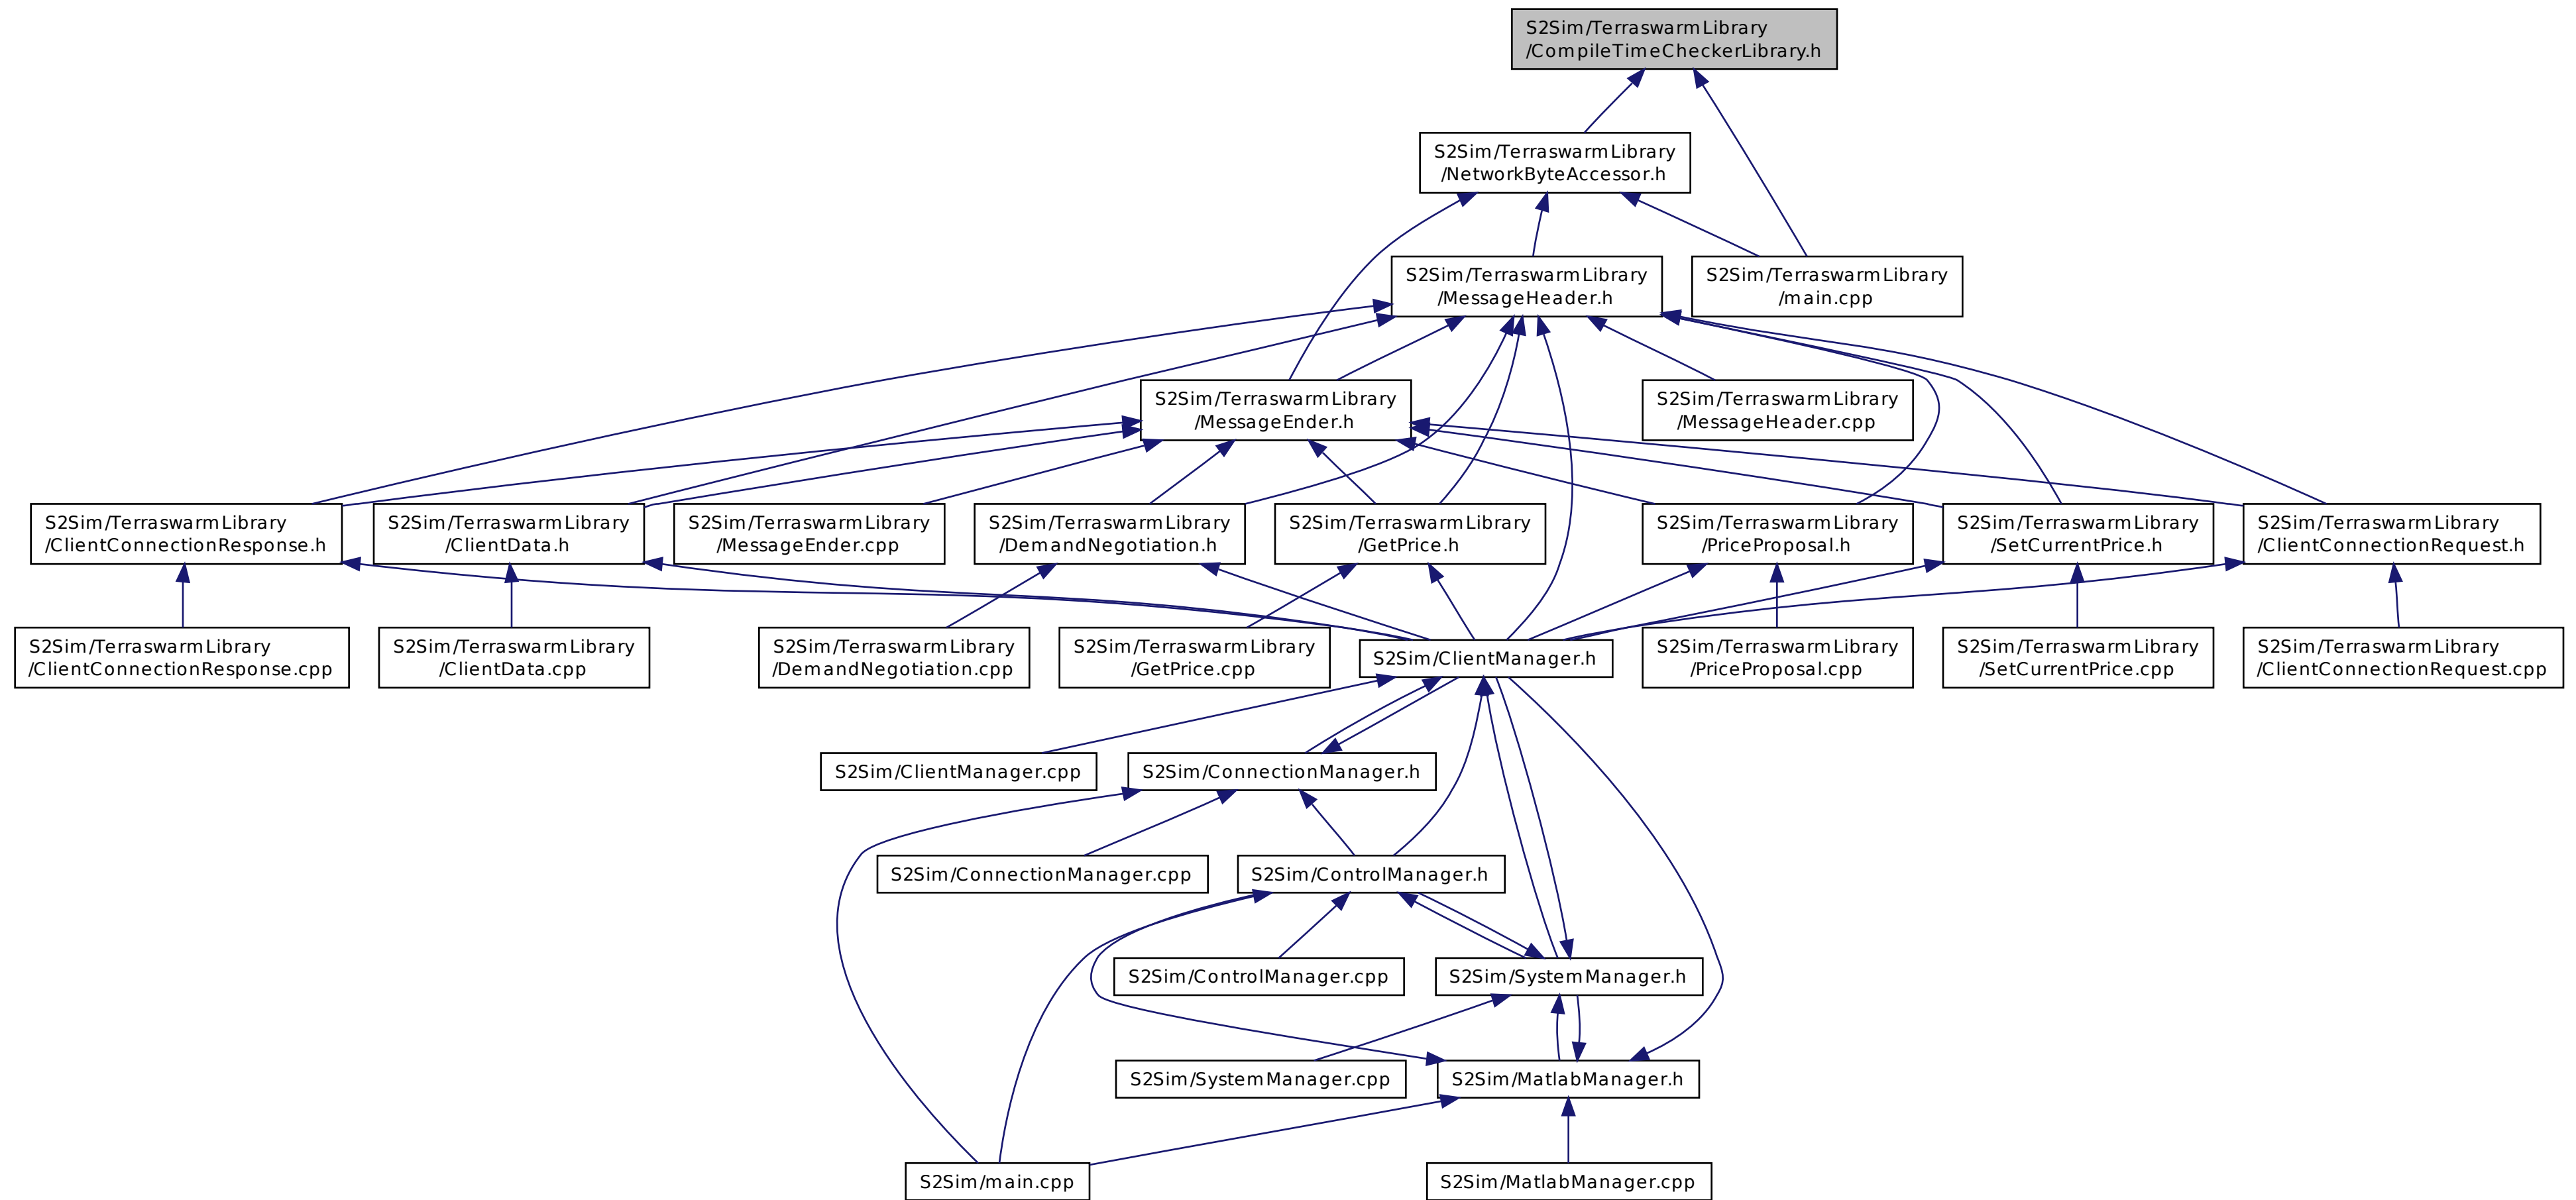 S2Sim/TerraswarmLibrary
/CompileTimeCheckerLibrary.h
S2Sim/TerraswarmLibrary
/NetworkByteAccessor.h
S2Sim/TerraswarmLibrary
/MessageHeader.h
S2Sim/TerraswarmLibrary
/main.cpp
S2Sim/TerraswarmLibrary
/MessageEnder.h
S2Sim/TerraswarmLibrary
/MessageHeader.cpp
S2Sim/TerraswarmLibrary
/ClientConnectionResponse.h
S2Sim/TerraswarmLibrary
/ClientData.h
S2Sim/TerraswarmLibrary
/MessageEnder.cpp
S2Sim/TerraswarmLibrary
/DemandNegotiation.h
S2Sim/TerraswarmLibrary
/GetPrice.h
S2Sim/TerraswarmLibrary
/PriceProposal.h
S2Sim/TerraswarmLibrary
/SetCurrentPrice.h
S2Sim/TerraswarmLibrary
/ClientConnectionRequest.h
S2Sim/TerraswarmLibrary
/ClientConnectionResponse.cpp
S2Sim/TerraswarmLibrary
/ClientData.cpp
S2Sim/TerraswarmLibrary
/DemandNegotiation.cpp
S2Sim/TerraswarmLibrary
/GetPrice.cpp
S2Sim/ClientManager.h
S2Sim/TerraswarmLibrary
/PriceProposal.cpp
S2Sim/TerraswarmLibrary
/SetCurrentPrice.cpp
S2Sim/TerraswarmLibrary
/ClientConnectionRequest.cpp
S2Sim/ClientManager.cpp
S2Sim/ConnectionManager.h
S2Sim/ConnectionManager.cpp
S2Sim/ControlManager.h
S2Sim/ControlManager.cpp
S2Sim/SystemManager.h
S2Sim/SystemManager.cpp
S2Sim/MatlabManager.h
S2Sim/main.cpp
S2Sim/MatlabManager.cpp